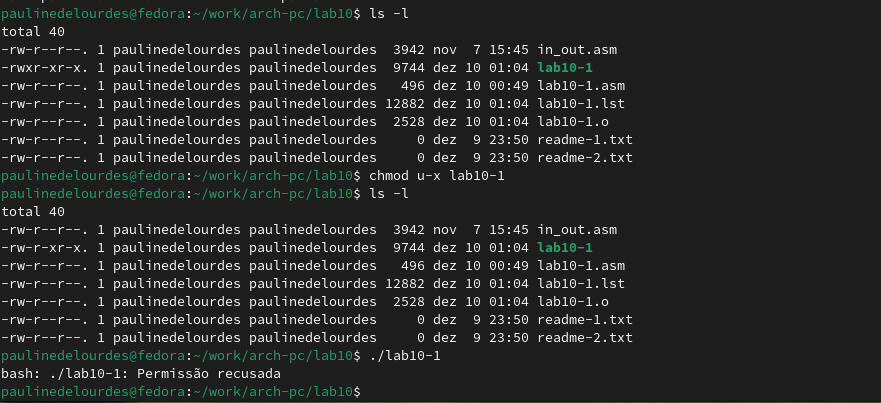 paulinedelourdes@fedora:~/work/arch-pc/lab10$ ls -l
total 40
-rw-r--r--. 1 paulinedelourdes paulinedelourdes  3942 nov  7 15:45 in_out.asm
-rwxr-xr-x. 1 paulinedelourdes paulinedelourdes  9744 dez 10 01:04 lab10-1
-rw-r--r--. 1 paulinedelourdes paulinedelourdes   496 dez 10 00:49 lab10-1.asm
-rw-r--r--. 1 paulinedelourdes paulinedelourdes 12882 dez 10 01:04 lab10-1.lst
-rw-r--r--. 1 paulinedelourdes paulinedelourdes  2528 dez 10 01:04 lab10-1.o
-rw-r--r--. 1 paulinedelourdes paulinedelourdes     0 dez  9 23:50 readme-1.txt
-rw-r--r--. 1 paulinedelourdes paulinedelourdes     0 dez  9 23:50 readme-2.txt
paulinedelourdes@fedora:~/work/arch-pc/lab10$ chmod u-x lab10-1
paulinedelourdes@fedora:~/work/arch-pc/lab10$ ls -l
total 40
-rw-r--r--. 1 paulinedelourdes paulinedelourdes  3942 nov  7 15:45 in_out.asm
-rw-r-xr-x. 1 paulinedelourdes paulinedelourdes  9744 dez 10 01:04 lab10-1
-rw-r--r--. 1 paulinedelourdes paulinedelourdes   496 dez 10 00:49 lab10-1.asm
-rw-r--r--. 1 paulinedelourdes paulinedelourdes 12882 dez 10 01:04 lab10-1.lst
-rw-r--r--. 1 paulinedelourdes paulinedelourdes  2528 dez 10 01:04 lab10-1.o
-rw-r--r--. 1 paulinedelourdes paulinedelourdes     0 dez  9 23:50 readme-1.txt
-rw-r--r--. 1 paulinedelourdes paulinedelourdes     0 dez  9 23:50 readme-2.txt
paulinedelourdes@fedora:~/work/arch-pc/lab10$ ./lab10-1
bash: ./lab10-1: Permissão recusada
paulinedelourdes@fedora:~/work/arch-pc/lab10$